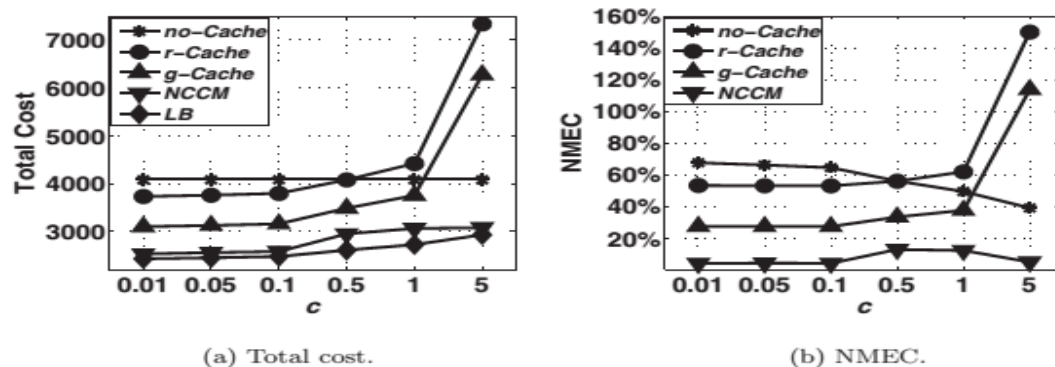 7000
6000
5000
4000
3000
Total Cost
no-Cache
r-Cache
g-Cache
NCCM
LB
0.01 0.05 0.1 0.5 1 5
c
(a) Total cost.
160%
140%
120%
100%
80%
60%
40%
20%
NMEC
no-Cache
r-Cache
g-Cache
NCCM
0.01 0.05 0.1 0.5 1 5
c
(b) NMEC.